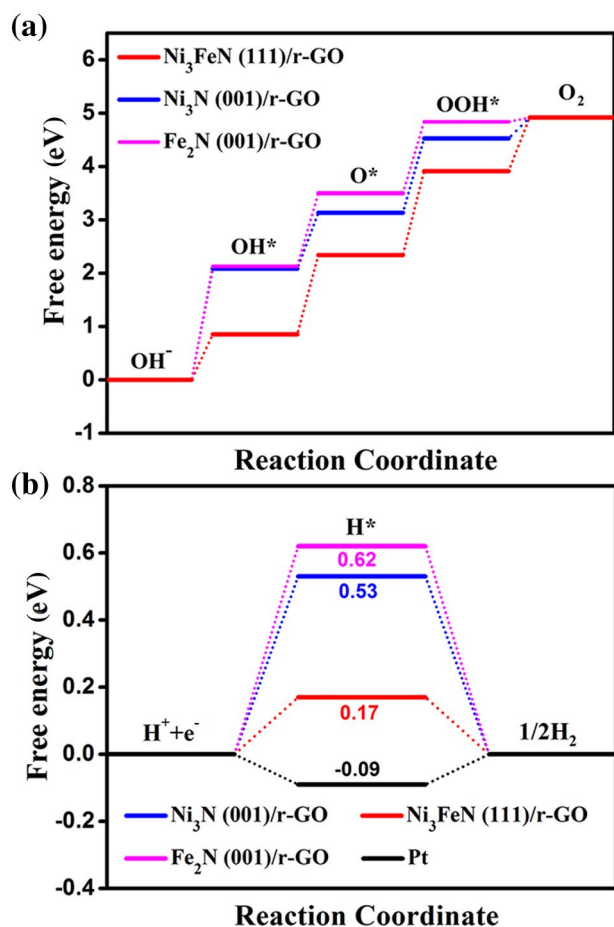 (a)
Free energy (eV)
6
5
4
3
2
1
0
-1
Ni₃FeN (111)/r-GO
Ni₃N (001)/r-GO
Fe₂N (001)/r-GO
OH⁻
OH*
O*
OOH*
O₂
Reaction Coordinate
(b)
Free energy (eV)
0.8
0.6
0.4
0.2
0.0
-0.2
-0.4
H*
0.62
0.53
0.17
-0.09
H⁺+e⁻
1/2H₂
Ni₃N (001)/r-GO
Ni₃FeN (111)/r-GO
Fe₂N (001)/r-GO
Pt
Reaction Coordinate